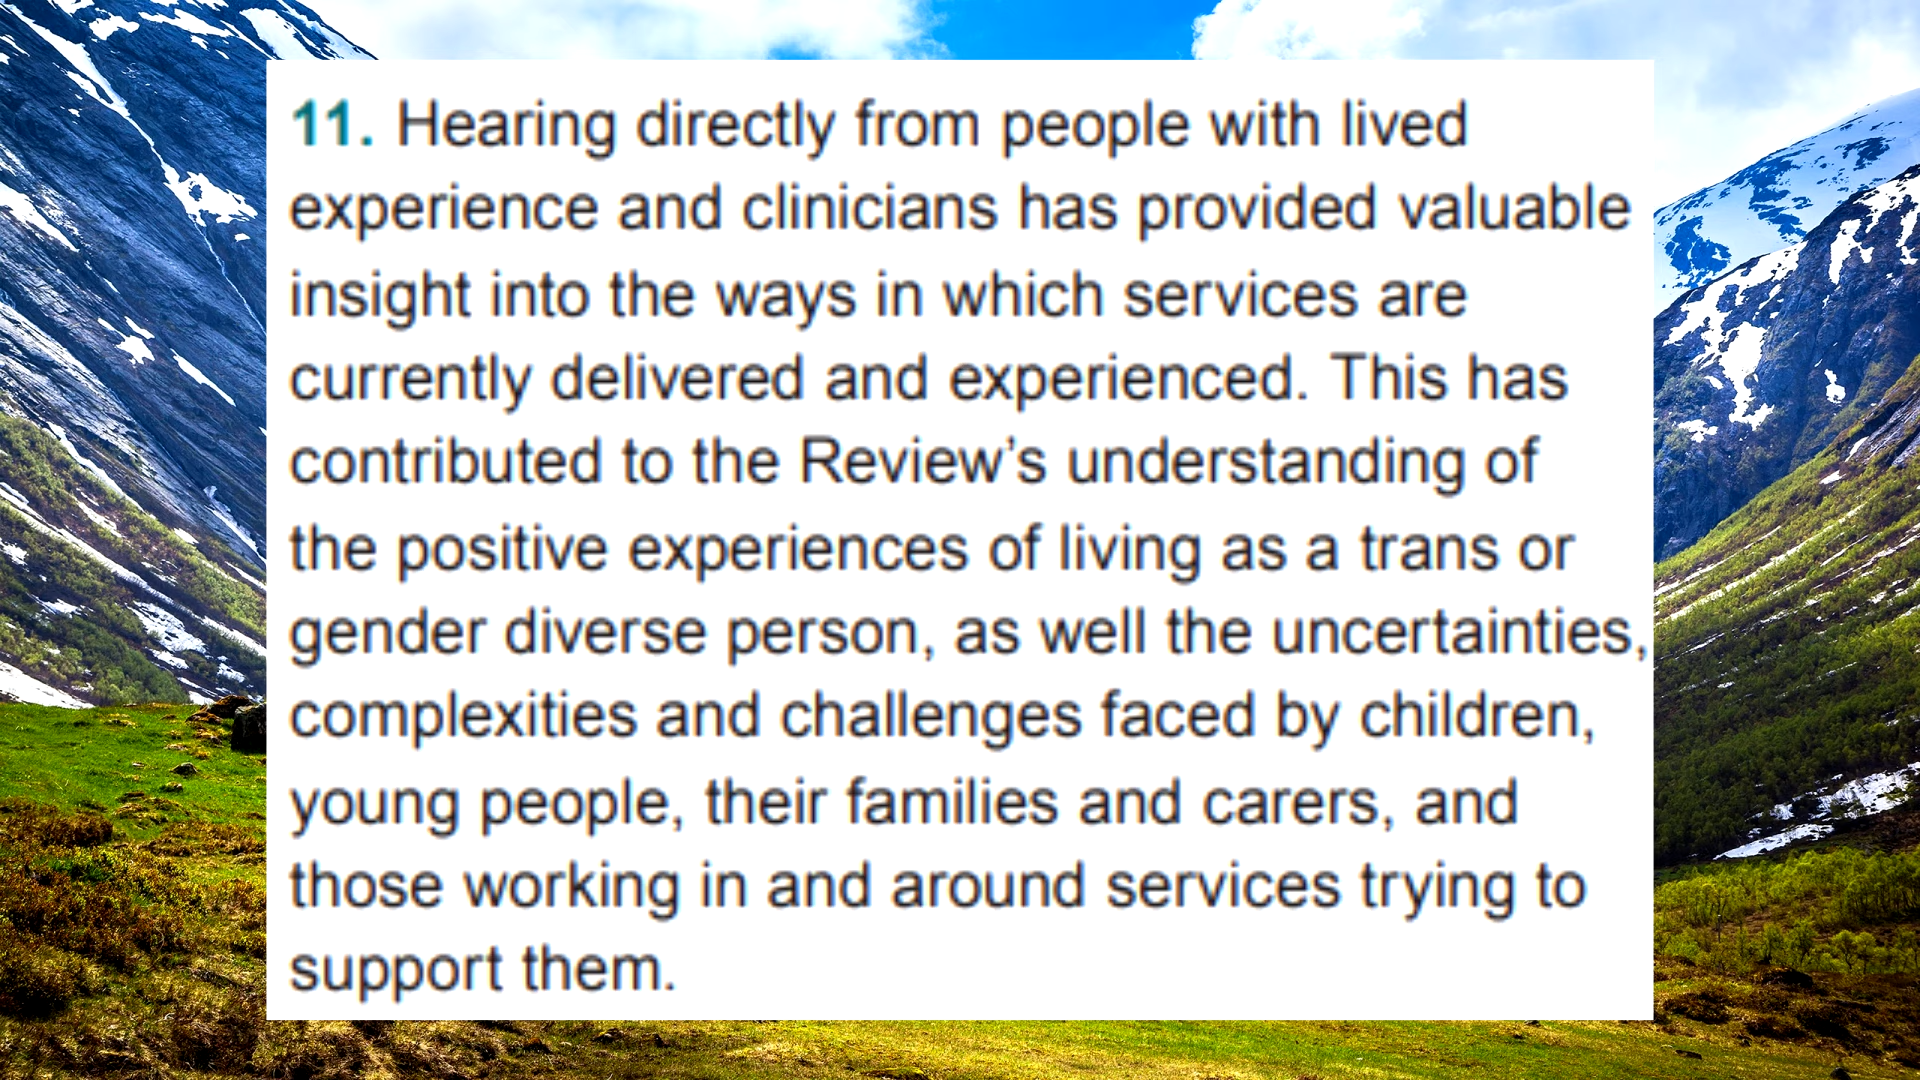 11. Hearing directly from people with lived
experience and clinicians has provided valuable
insight into the ways in which services are
currently delivered and experienced. This has
contributed to the Review’s understanding of
the positive experiences of living as a trans or
gender diverse person, as well the uncertainties,
complexities and challenges faced by children,
young people, their families and carers, and
those working in and around services trying to
support them.